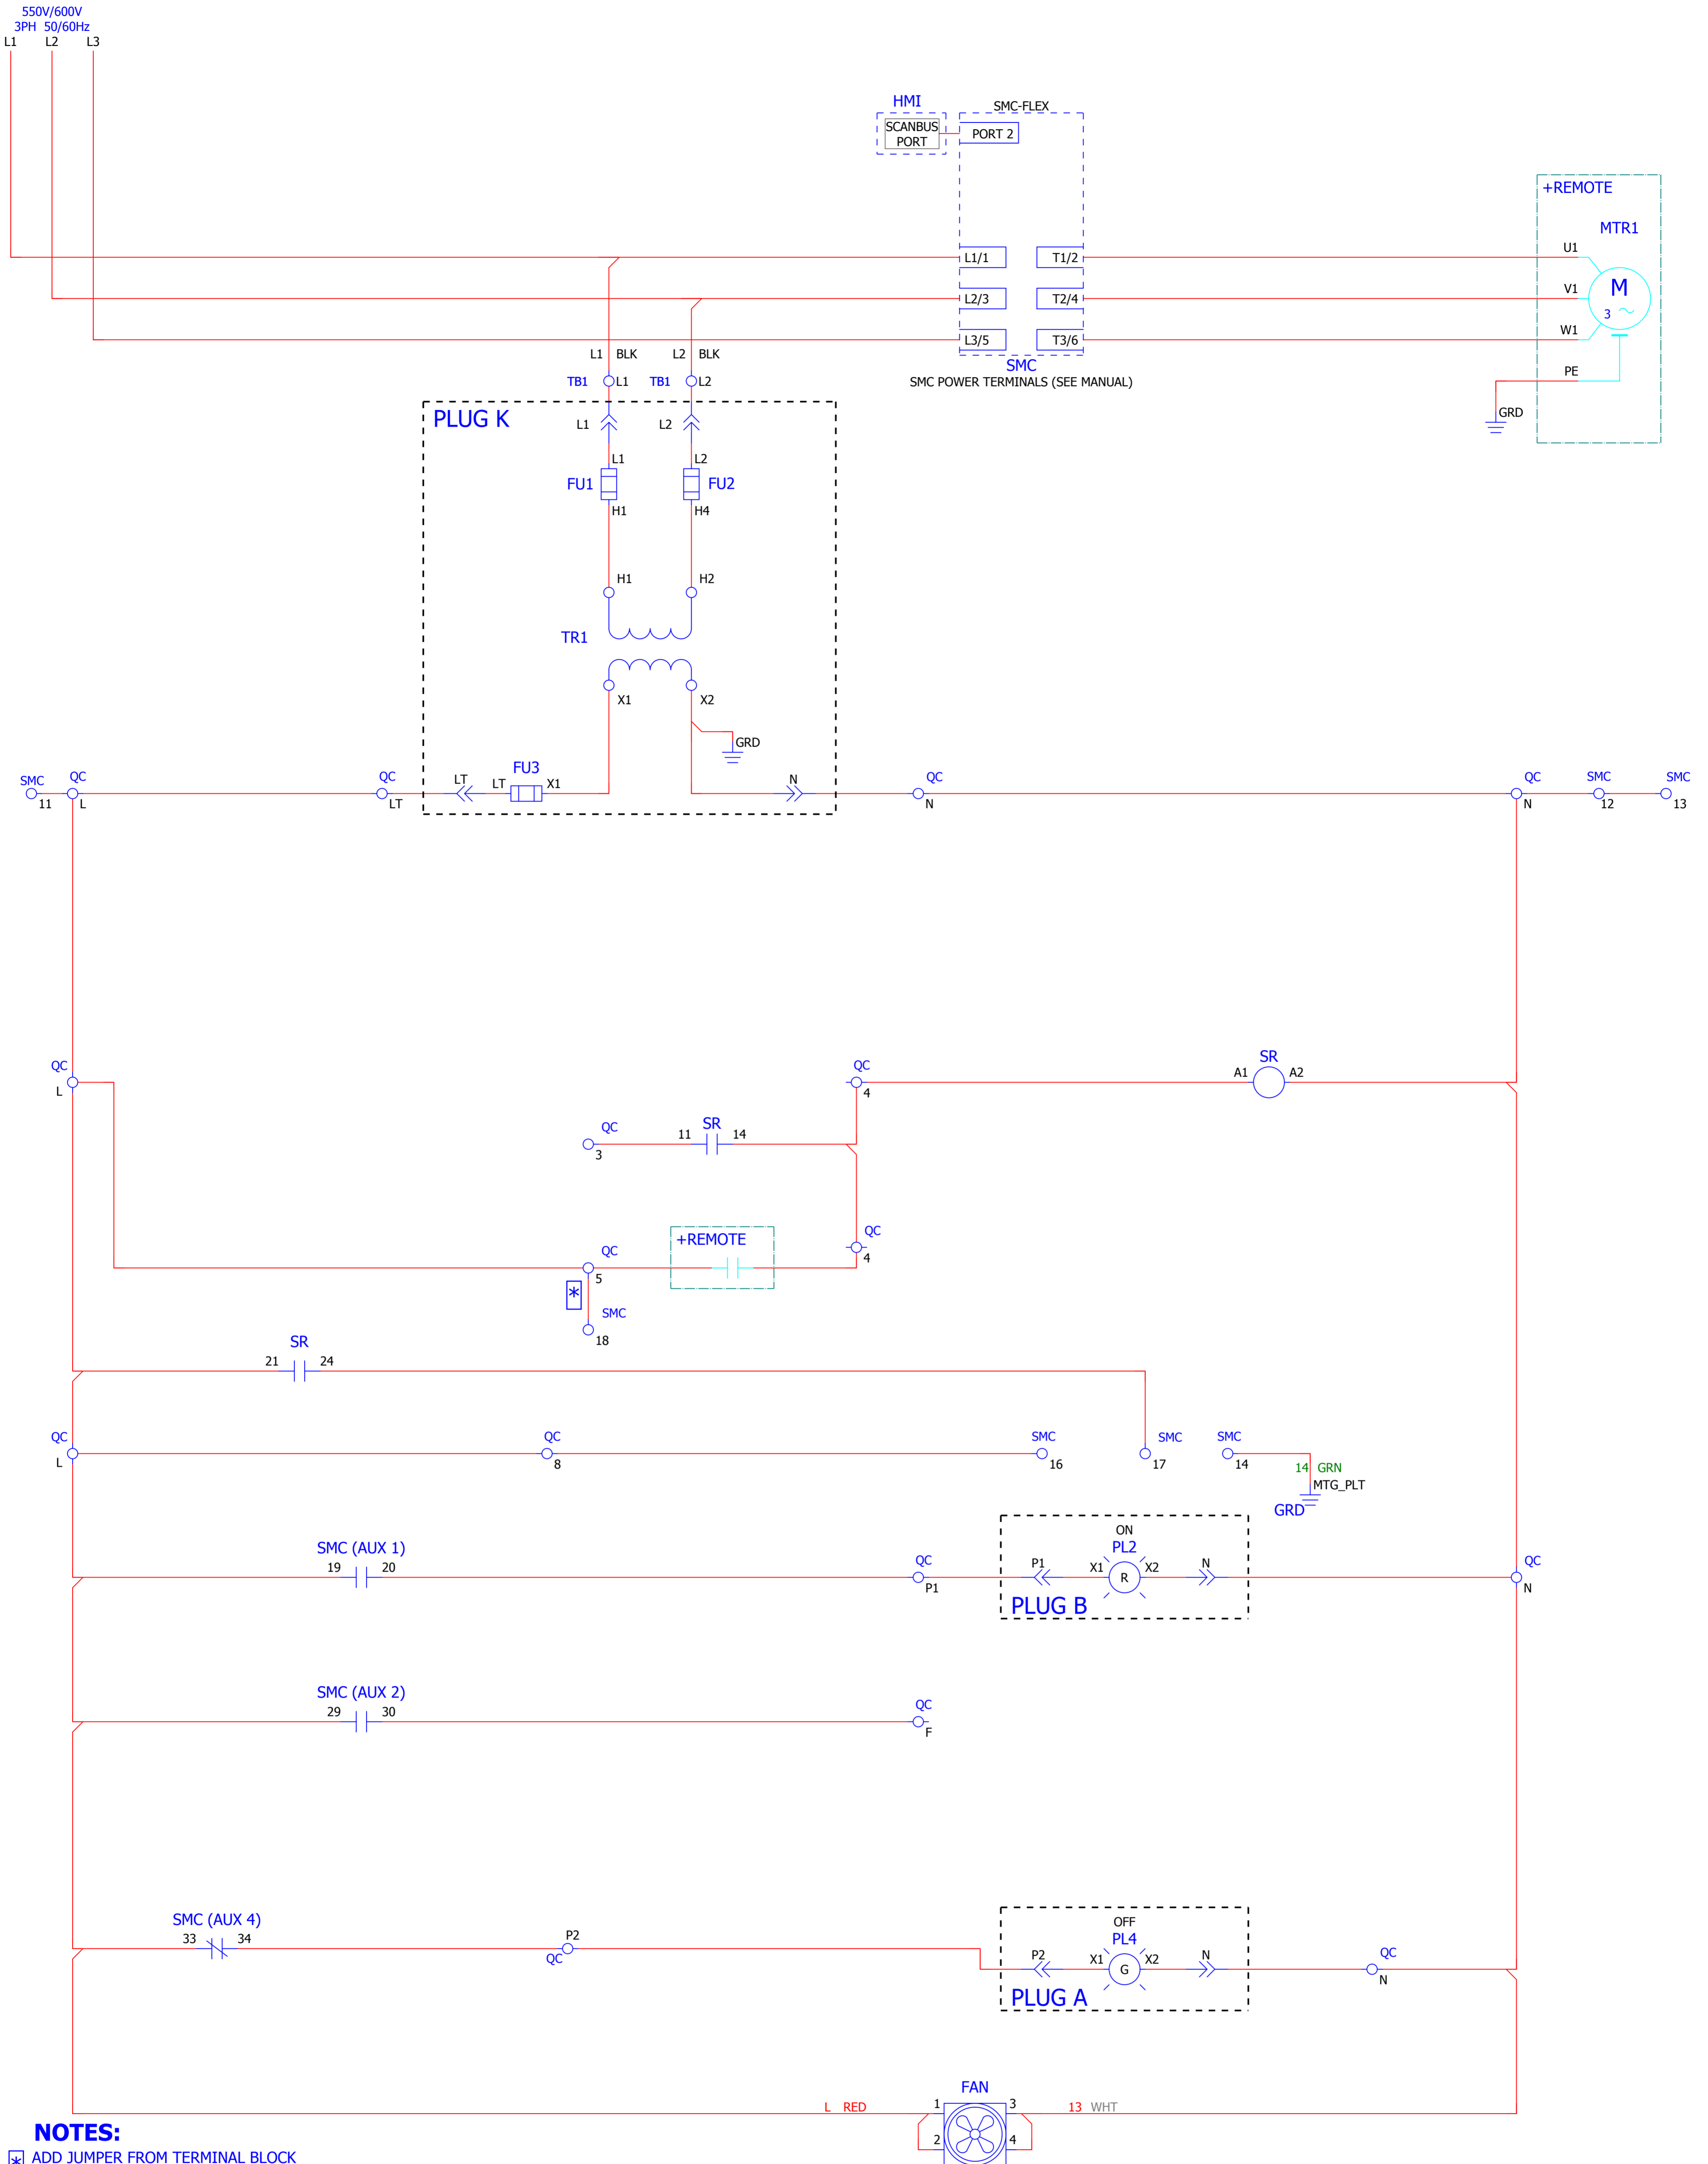 550V/600V
3PH 50/60Hz
L1 L2 L3
HMI
SCANBUS
PORT
SMC-FLEX
PORT 2
+REMOTE
MTR1
L1/1 T1/2 U1
L2/3 T2/4 V1
M
3
L3/5 T3/6 W1
SMC
SMC POWER TERMINALS (SEE MANUAL)
PE
GRD
L1 BLK L2 BLK
TB1 L1 TB1 L2
PLUG K
L1 L2
L1 L2
FU1 FU2
H1 H4
H1 H2
TR1
X1 X2
GRD
SMC QC QC LT LT FU3 X1 N QC QC SMC SMC
11 L LT N N 12 13
QC QC SR
L 4 A1 A2
QC 11 SR 14
3
QC +REMOTE QC
5 4
*
SMC
18
SR
21 24
QC QC SMC SMC SMC
L 8 16 17 14
14 GRN
MTG_PLT
GRD
SMC (AUX 1)
19 20
QC
P1
ON
PL2
P1 X1 R X2 N
PLUG B
QC
N
SMC (AUX 2)
29 30
QC
F
SMC (AUX 4)
33 34
P2
QC
OFF
PL4
P2 X1 G X2 N
PLUG A
QC
N
FAN
L RED 1 3 13 WHT
2 4
NOTES:
* ADD JUMPER FROM TERMINAL BLOCK